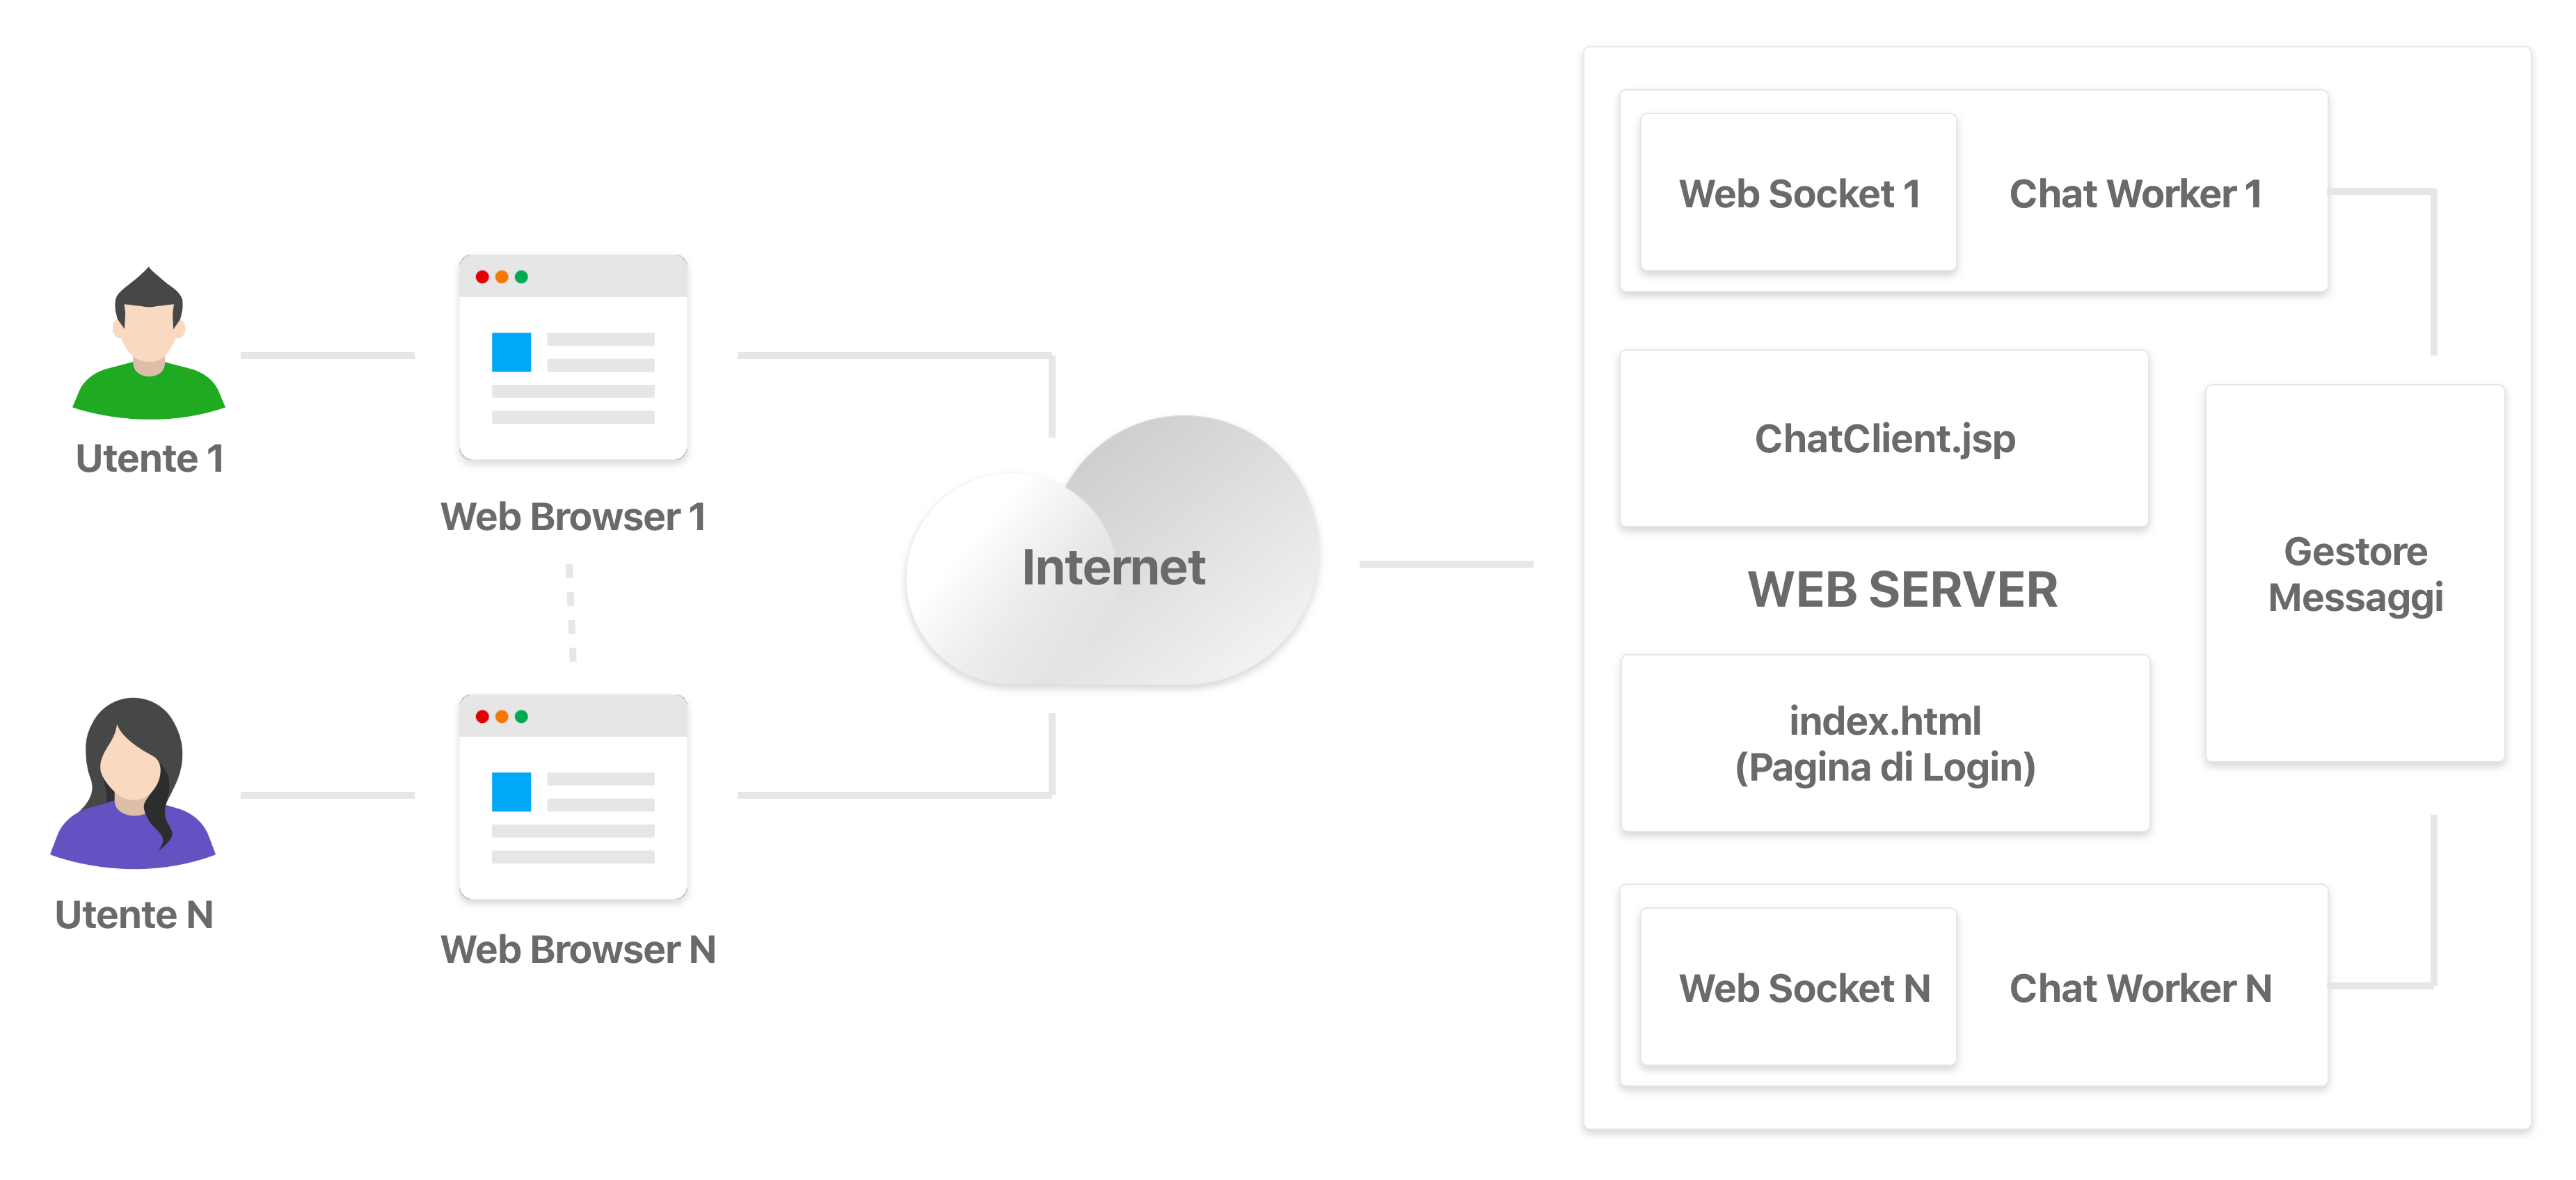 Utente 1
Web Browser 1
Utente N
Web Browser N
Internet
Web Socket 1
Chat Worker 1
ChatClient.jsp
WEB SERVER
Gestore
Messaggi
index.html
(Pagina di Login)
Web Socket N
Chat Worker N